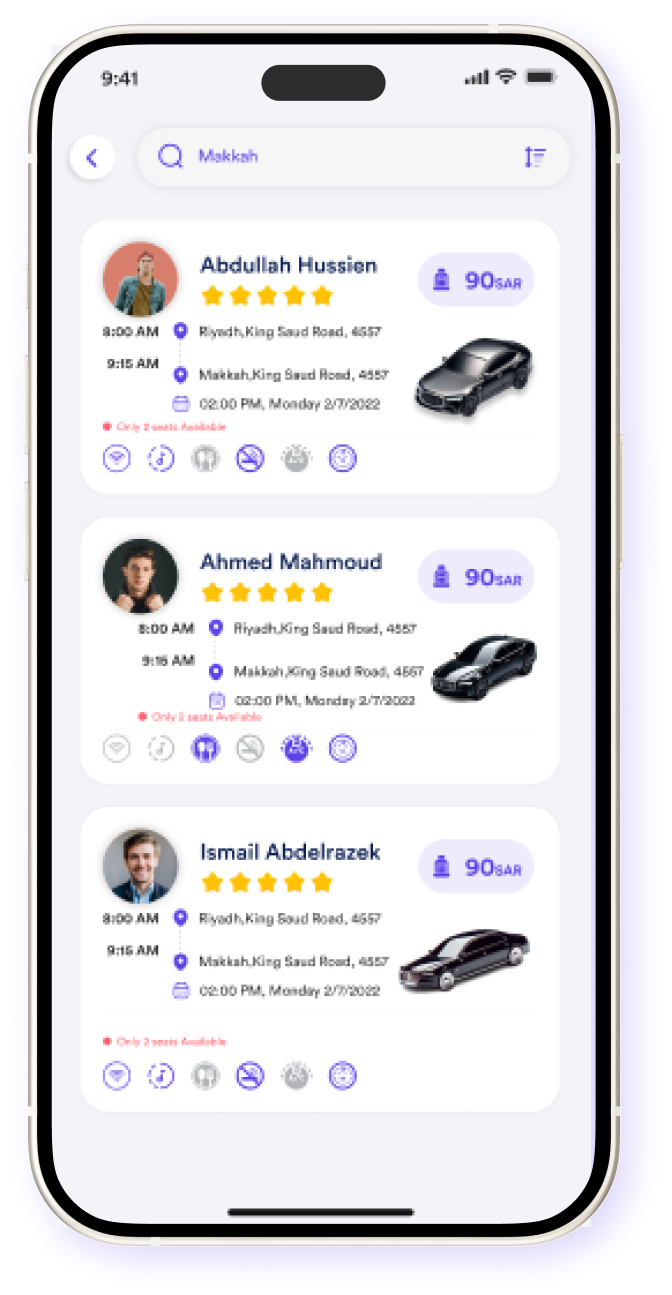 9:41
Makkah
Abdullah Hussien
90SAR
8:00 AM Riyadh,King Saud Road, 4557
9:15 AM
Makkah,King Saud Road, 4557
02:00 PM, Monday 2/7/2022
Only 2 seats Available
Ahmed Mahmoud
90SAR
8:00 AM Riyadh,King Saud Road, 4557
9:15 AM
Makkah,King Saud Road, 4557
02:00 PM, Monday 2/7/2022
Only 2 seats Available
Ismail Abdelrazek
90SAR
8:00 AM Riyadh,King Saud Road, 4557
9:15 AM
Makkah,King Saud Road, 4557
02:00 PM, Monday 2/7/2022
Only 2 seats Available